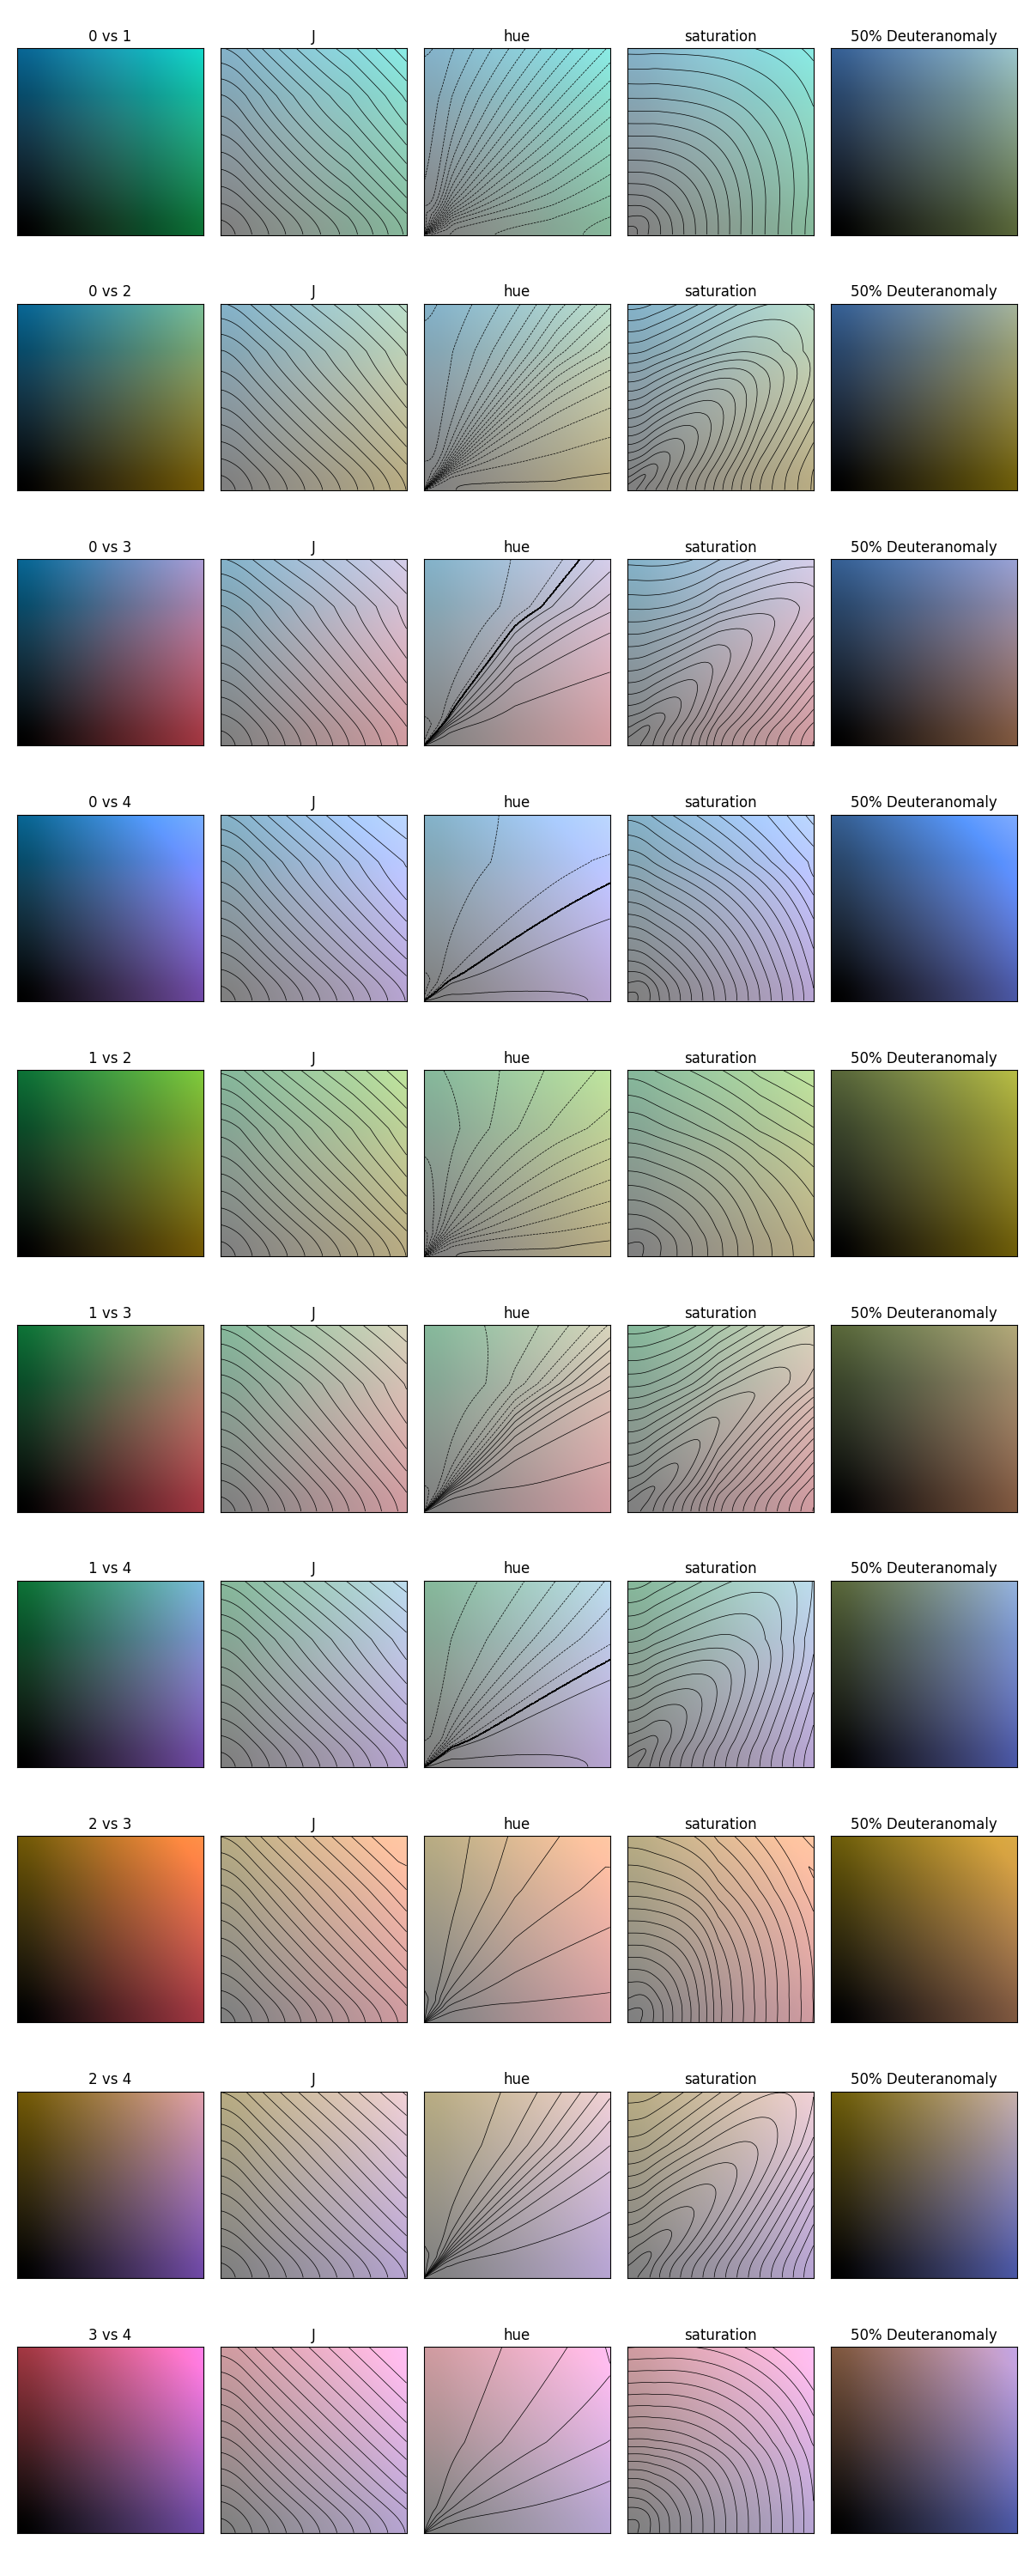 0 vs 1 J hue saturation 50% Deuteranomaly
0 vs 2 J hue saturation 50% Deuteranomaly
0 vs 3 J hue saturation 50% Deuteranomaly
0 vs 4 J hue saturation 50% Deuteranomaly
1 vs 2 J hue saturation 50% Deuteranomaly
1 vs 3 J hue saturation 50% Deuteranomaly
1 vs 4 J hue saturation 50% Deuteranomaly
2 vs 3 J hue saturation 50% Deuteranomaly
2 vs 4 J hue saturation 50% Deuteranomaly
3 vs 4 J hue saturation 50% Deuteranomaly